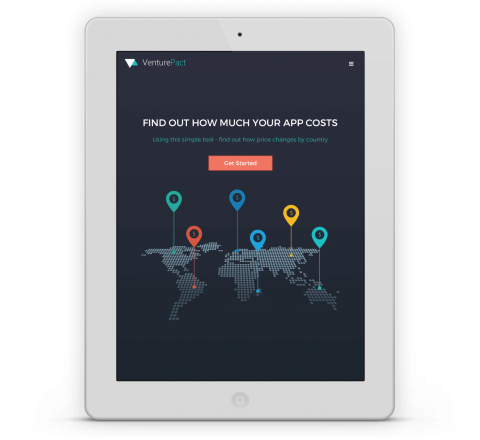 VenturePact
FIND OUT HOW MUCH YOUR APP COSTS
Using this simple tool - find out how price changes by country
Get Started
$
$
$
$
$
$